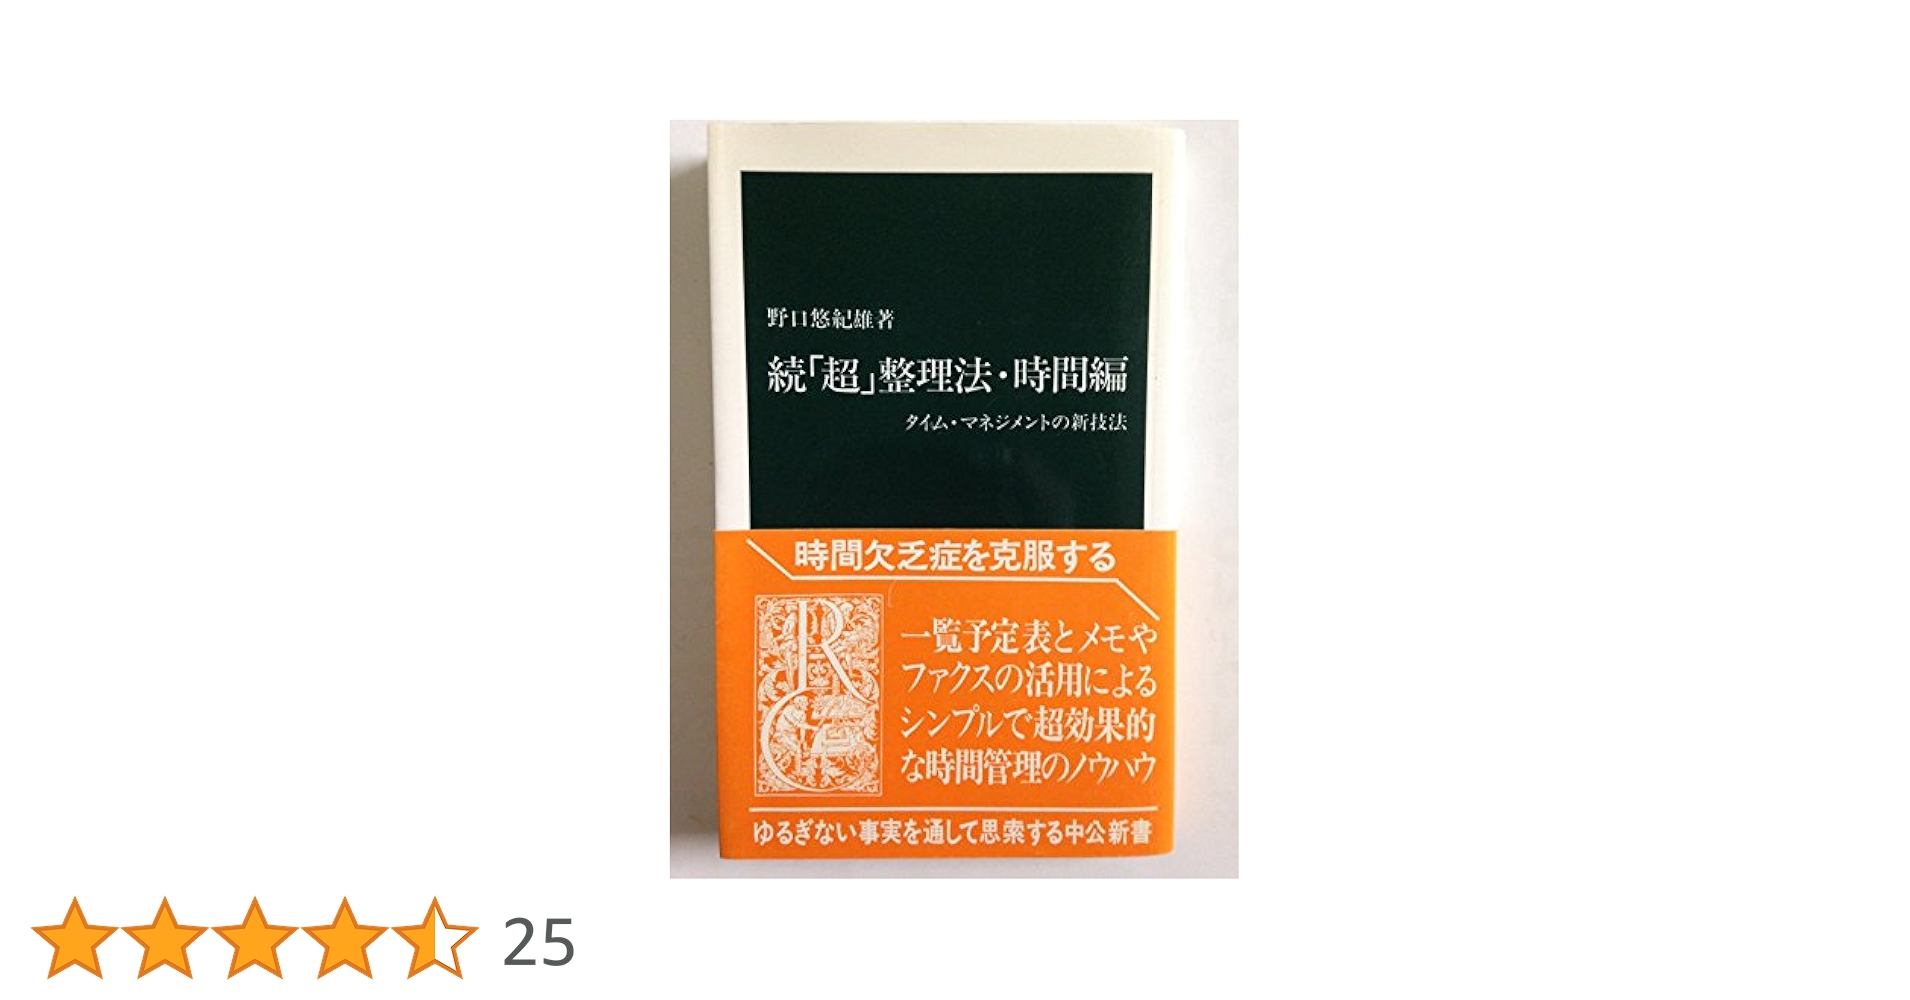 野口悠紀雄著
続「超」整理法・時間編
タイム・マネジメントの新技法
時間欠乏症を克服する
R
C
一覧予定表とメモや
ファクスの活用による
シンプルで超効果的
な時間管理のノウハウ
ゆるぎない事実を通して思索する中公新書
25